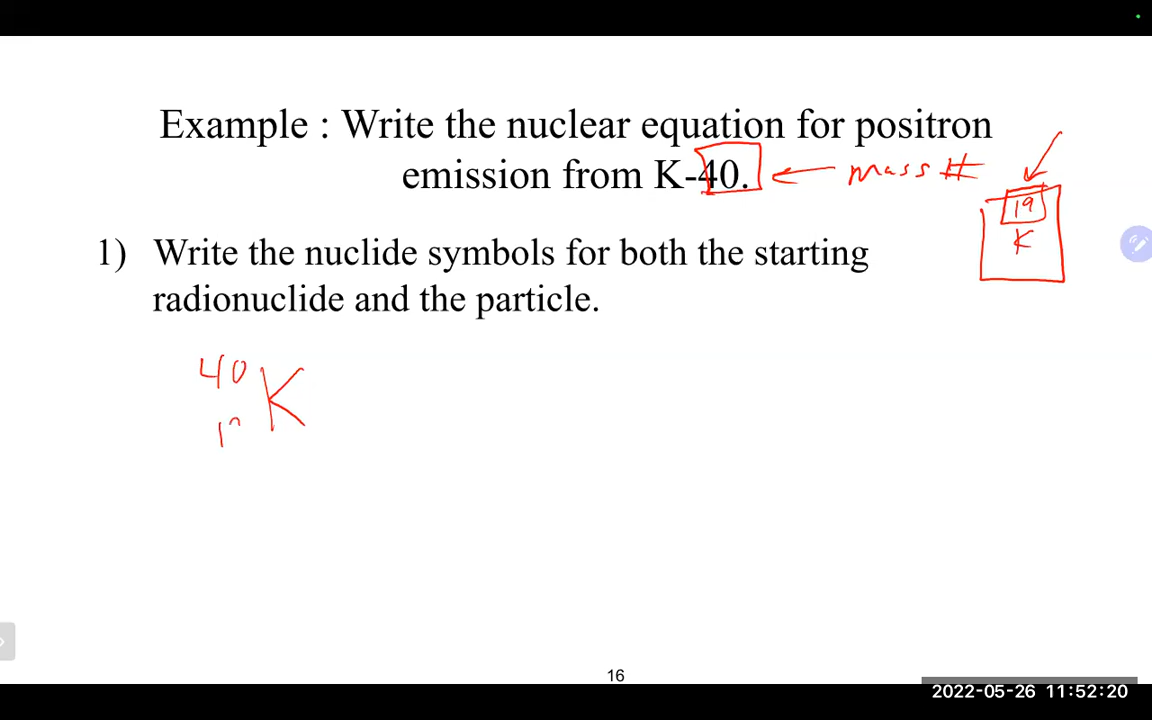 Example : Write the nuclear equation for positron
emission from K-40. ← mass #
19
K
1) Write the nuclide symbols for both the starting
radionuclide and the particle.
40
K
16
2022-05-26 11:52:20